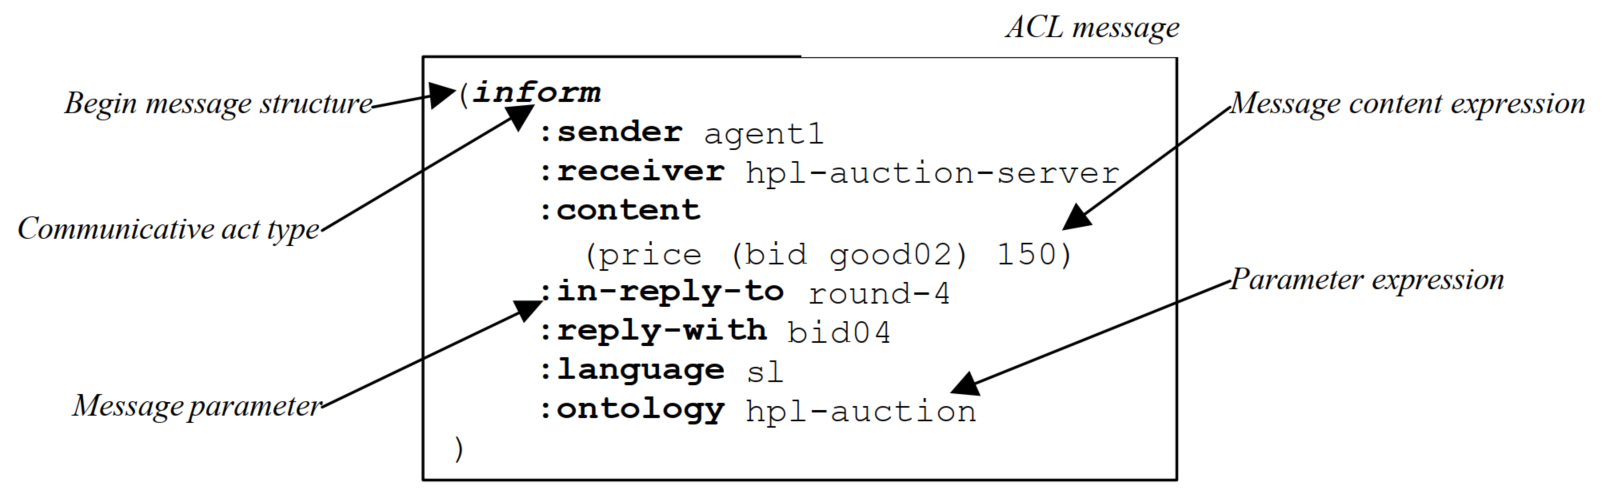 ACL message
Begin message structure
(inform
Message content expression
:sender agent1
:receiver hpl-auction-server
:content
Communicative act type
(price (bid good02) 150)
Parameter expression
:in-reply-to round-4
:reply-with bid04
:language sl
Message parameter
:ontology hpl-auction
)